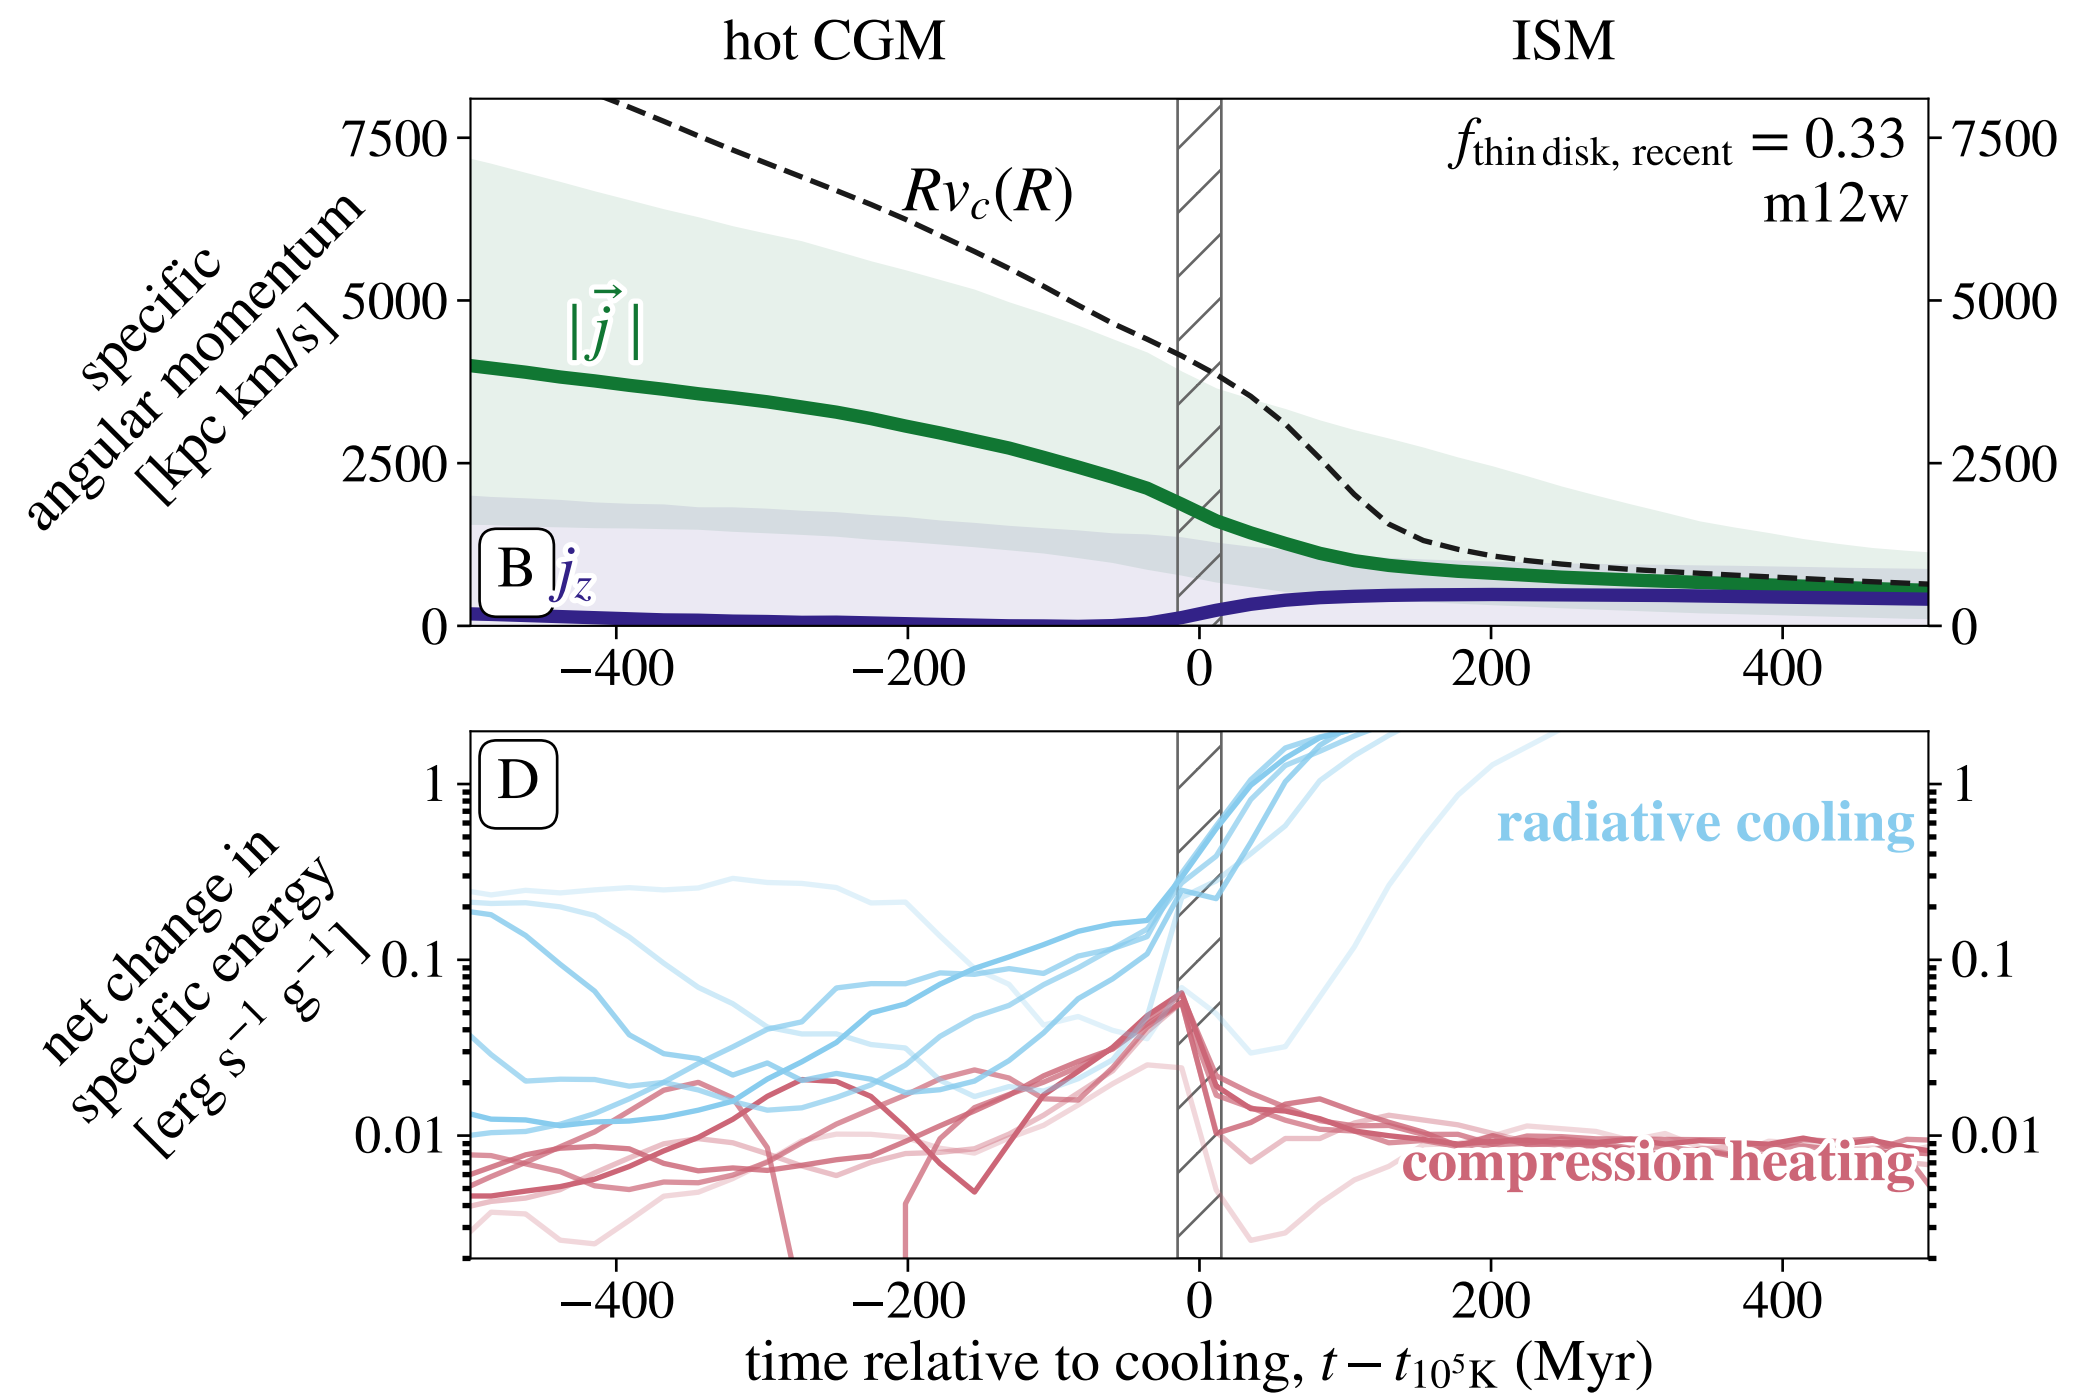 hot CGM
ISM
specific
angular momentum
[kpc km/s]
7500
5000
2500
0
7500
5000
2500
0
f_thin disk, recent = 0.33
m12w
Rv_c(R)
|j⃗|
B
j_z
−400
−200
0
200
400
net change in
specific energy
[erg s⁻¹ g⁻¹]
1
0.1
0.01
1
0.1
0.01
D
radiative cooling
compression heating
−400
−200
0
200
400
time relative to cooling, t − t_10⁵K (Myr)